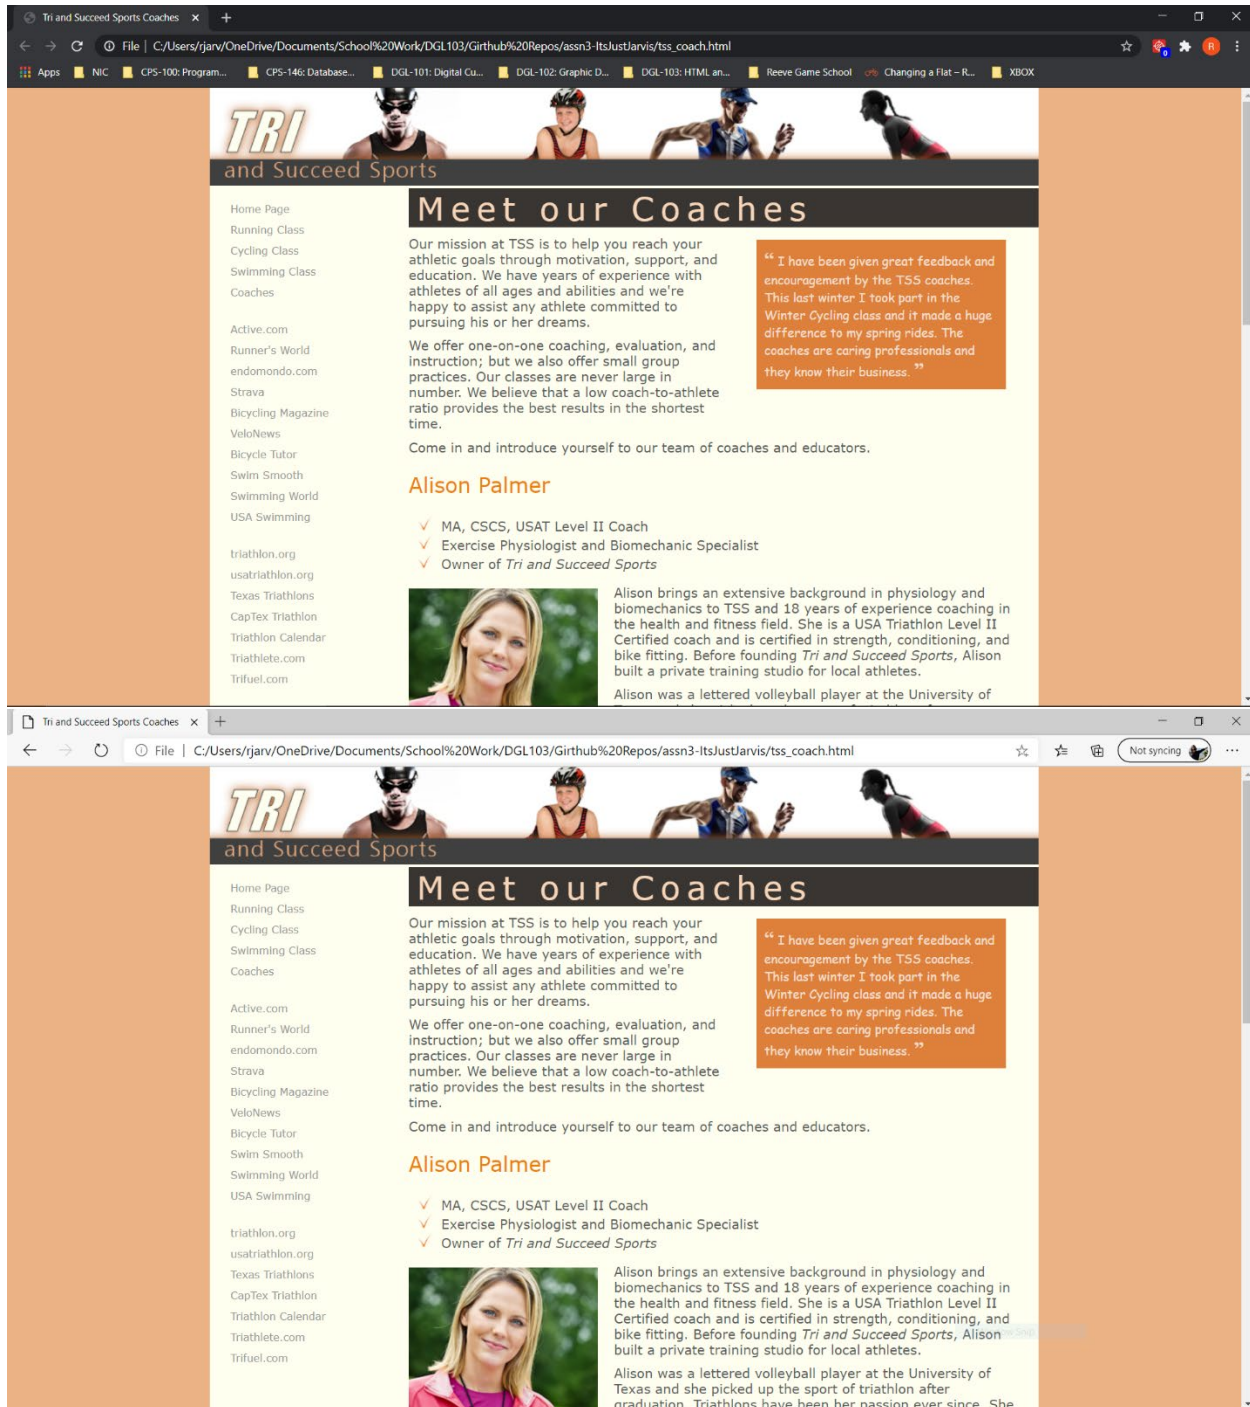 Tri and Succeed Sports Coaches
File | C:/Users/rjarv/OneDrive/Documents/School%20Work/DGL103/Girthub%20Repos/assn3-ItsJustJarvis/tss_coach.html
0
R
Apps NIC CPS-100: Program... CPS-146: Database... DGL-101: Digital Cu... DGL-102: Graphic D... DGL-103: HTML an... Reeve Game School Changing a Flat – R... XBOX
TRI
and Succeed Sports
Home Page
Running Class
Cycling Class
Swimming Class
Coaches
Active.com
Runner's World
endomondo.com
Strava
Bicycling Magazine
VeloNews
Bicycle Tutor
Swim Smooth
Swimming World
USA Swimming
triathlon.org
usatriathlon.org
Texas Triathlons
CapTex Triathlon
Triathlon Calendar
Triathlete.com
Trifuel.com
Meet our Coaches
Our mission at TSS is to help you reach your
athletic goals through motivation, support, and
education. We have years of experience with
athletes of all ages and abilities and we're
happy to assist any athlete committed to
pursuing his or her dreams.
We offer one-on-one coaching, evaluation, and
instruction; but we also offer small group
practices. Our classes are never large in
number. We believe that a low coach-to-athlete
ratio provides the best results in the shortest
time.
“ I have been given great feedback and
encouragement by the TSS coaches.
This last winter I took part in the
Winter Cycling class and it made a huge
difference to my spring rides. The
coaches are caring professionals and
they know their business. ”
Come in and introduce yourself to our team of coaches and educators.
Alison Palmer
MA, CSCS, USAT Level II Coach
Exercise Physiologist and Biomechanic Specialist
Owner of Tri and Succeed Sports
Alison brings an extensive background in physiology and
biomechanics to TSS and 18 years of experience coaching in
the health and fitness field. She is a USA Triathlon Level II
Certified coach and is certified in strength, conditioning, and
bike fitting. Before founding Tri and Succeed Sports, Alison
built a private training studio for local athletes.
Alison was a lettered volleyball player at the University of
Tri and Succeed Sports Coaches
File | C:/Users/rjarv/OneDrive/Documents/School%20Work/DGL103/Girthub%20Repos/assn3-ItsJustJarvis/tss_coach.html
Not syncing
TRI
and Succeed Sports
Home Page
Running Class
Cycling Class
Swimming Class
Coaches
Active.com
Runner's World
endomondo.com
Strava
Bicycling Magazine
VeloNews
Bicycle Tutor
Swim Smooth
Swimming World
USA Swimming
triathlon.org
usatriathlon.org
Texas Triathlons
CapTex Triathlon
Triathlon Calendar
Triathlete.com
Trifuel.com
Meet our Coaches
Our mission at TSS is to help you reach your
athletic goals through motivation, support, and
education. We have years of experience with
athletes of all ages and abilities and we're
happy to assist any athlete committed to
pursuing his or her dreams.
We offer one-on-one coaching, evaluation, and
instruction; but we also offer small group
practices. Our classes are never large in
number. We believe that a low coach-to-athlete
ratio provides the best results in the shortest
time.
“ I have been given great feedback and
encouragement by the TSS coaches.
This last winter I took part in the
Winter Cycling class and it made a huge
difference to my spring rides. The
coaches are caring professionals and
they know their business. ”
Come in and introduce yourself to our team of coaches and educators.
Alison Palmer
MA, CSCS, USAT Level II Coach
Exercise Physiologist and Biomechanic Specialist
Owner of Tri and Succeed Sports
Alison brings an extensive background in physiology and
biomechanics to TSS and 18 years of experience coaching in
the health and fitness field. She is a USA Triathlon Level II
Certified coach and is certified in strength, conditioning, and
bike fitting. Before founding Tri and Succeed Sports, Alison
built a private training studio for local athletes.
Alison was a lettered volleyball player at the University of
Texas and she picked up the sport of triathlon after
graduation. Triathlons have been her passion ever since. She